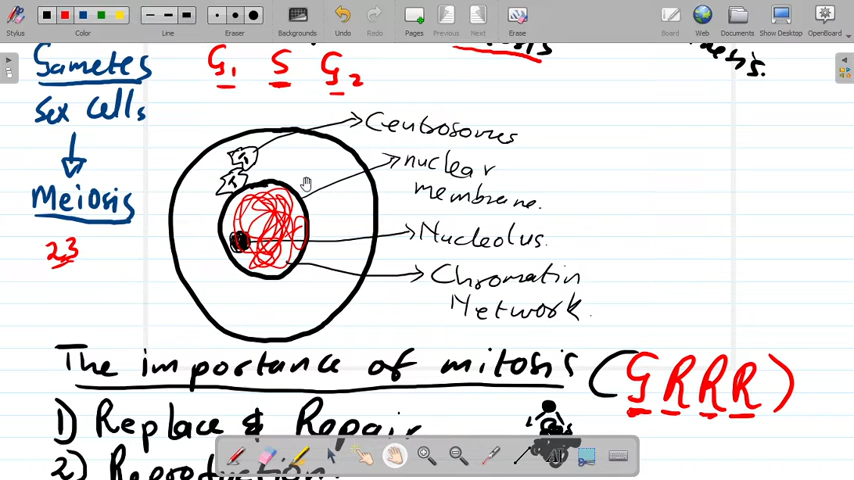 Stylus
Color
Line
Eraser
Backgrounds
Undo
Redo
Pages
Previous
Next
Erase
Board
Web
Documents
Show Desktop
OpenBoard
Gametes
Sex cells
Meiosis
23
G1 S G2
Centrosomes
nuclear
membrane.
Nucleolus.
Chromatin
Network.
The importance of mitosis (GRRR)
1) Replace & Repair
2) Reproduction.